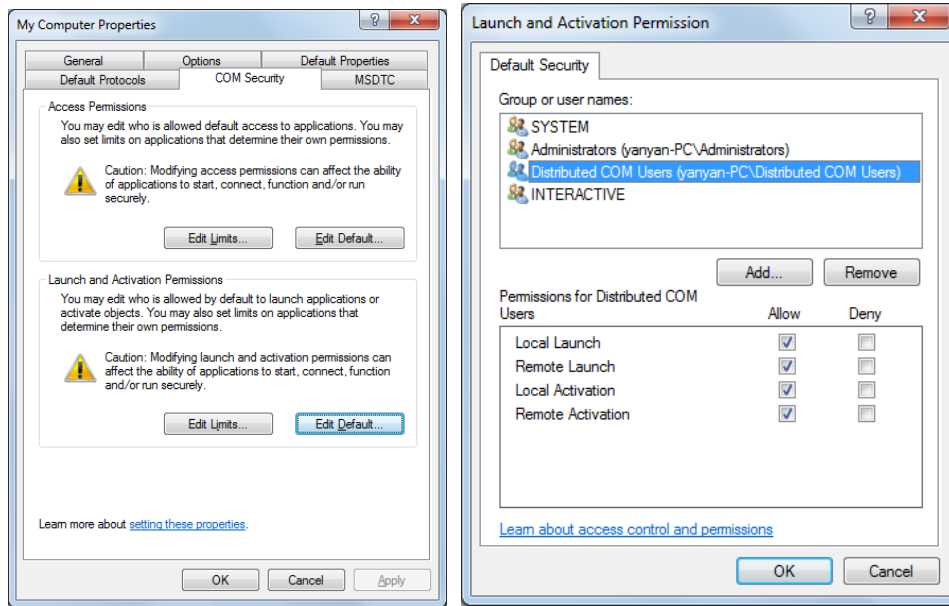 My Computer Properties
General Options Default Properties
Default Protocols COM Security MSDTC
Access Permissions
You may edit who is allowed default access to applications. You may
also set limits on applications that determine their own permissions.
Caution: Modifying access permissions can affect the ability
of applications to start, connect, function and/or run
securely.
Edit Limits... Edit Default...
Launch and Activation Permissions
You may edit who is allowed by default to launch applications or
activate objects. You may also set limits on applications that
determine their own permissions.
Caution: Modifying launch and activation permissions can
affect the ability of applications to start, connect, function
and/or run securely.
Edit Limits... Edit Default...
Learn more about setting these properties.
OK Cancel Apply
Launch and Activation Permission
Default Security
Group or user names:
SYSTEM
Administrators (yanyan-PC\Administrators)
Distributed COM Users (yanyan-PC\Distributed COM Users)
INTERACTIVE
Add... Remove
Permissions for Distributed COM
Users Allow Deny
Local Launch
Remote Launch
Local Activation
Remote Activation
Learn about access control and permissions
OK Cancel